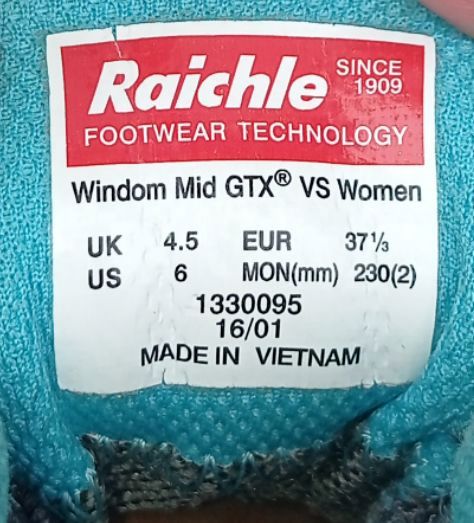 Raichle SINCE 1909
FOOTWEAR TECHNOLOGY
Windom Mid GTX® VS Women
UK 4.5 EUR 37⅓
US 6 MON(mm) 230(2)
1330095
16/01
MADE IN VIETNAM